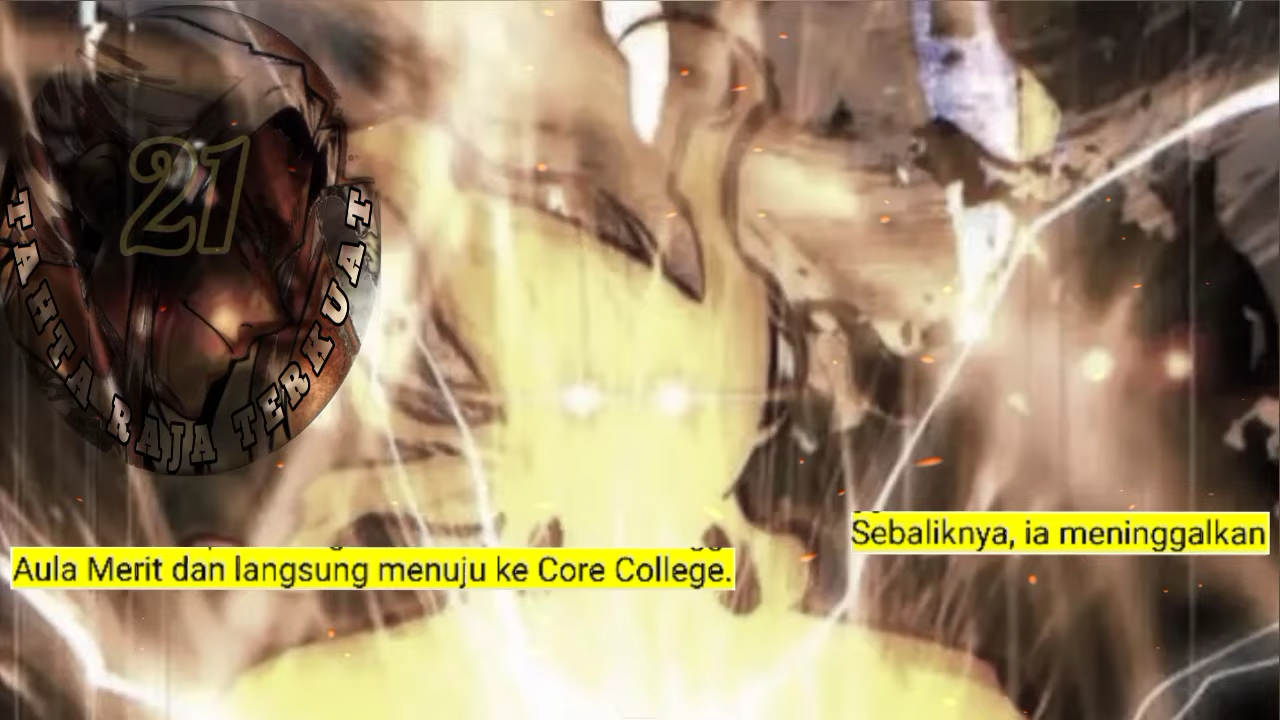 21
TAHTA RAJA TERKUAT
Sebaliknya, ia meninggalkan
Aula Merit dan langsung menuju ke Core College.